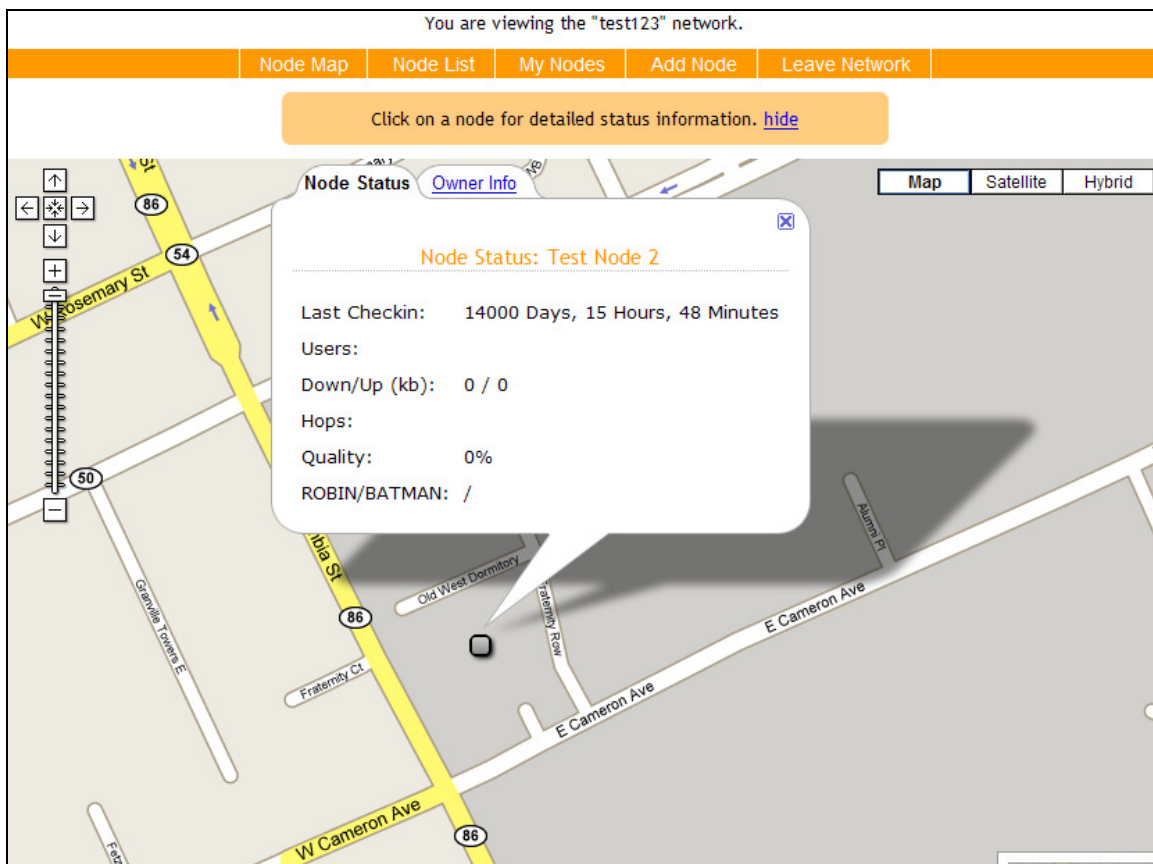 You are viewing the "test123" network.
Node Map Node List My Nodes Add Node Leave Network
Click on a node for detailed status information. hide
Node Status Owner Info
Map Satellite Hybrid
Node Status: Test Node 2
Last Checkin: 14000 Days, 15 Hours, 48 Minutes
Users:
Down/Up (kb): 0 / 0
Hops:
Quality: 0%
ROBIN/BATMAN: /
St
86
54
W Rosemary St
50
Granville Towers E
Old West Dormitory
Fraternity Row
Alumni Pl
86
Fraternity Ct
E Cameron Ave
E Cameron Ave
W Cameron Ave
86